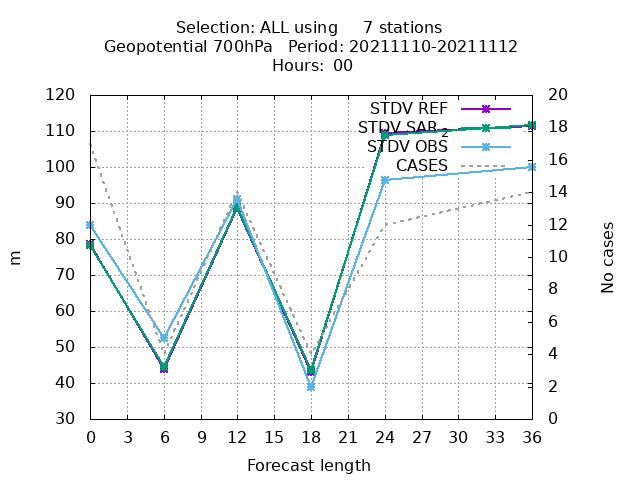 Selection: ALL using     7 stations
Geopotential 700hPa   Period: 20211110-20211112
Hours:  00
120
110
100
90
80
70
60
50
40
30
m
20
18
16
14
12
10
8
6
4
2
0
No cases
STDV REF
STDV SAR_2
STDV OBS
CASES
0 3 6 9 12 15 18 21 24 27 30 33 36
Forecast length